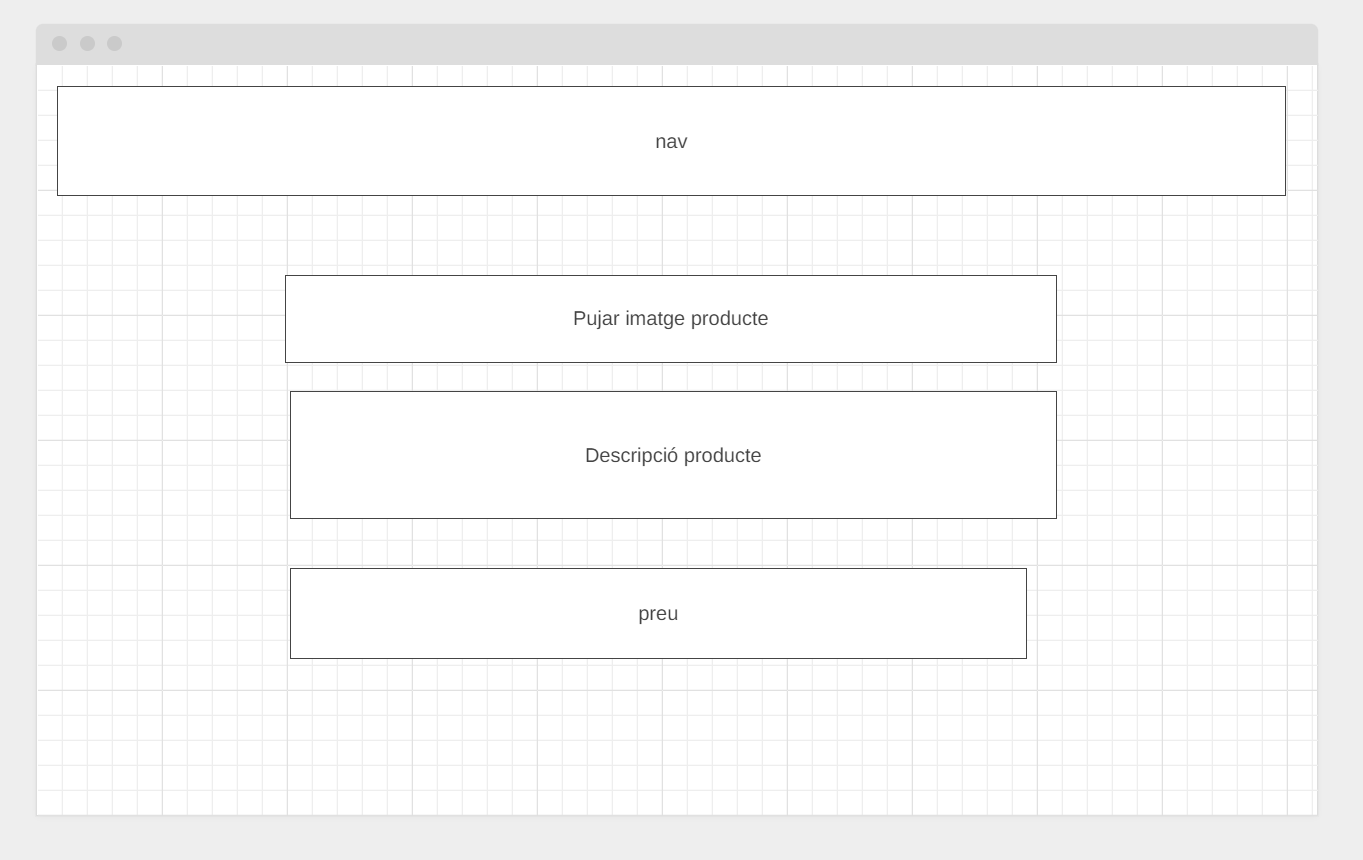 nav
Pujar imatge producte
Descripció producte
preu